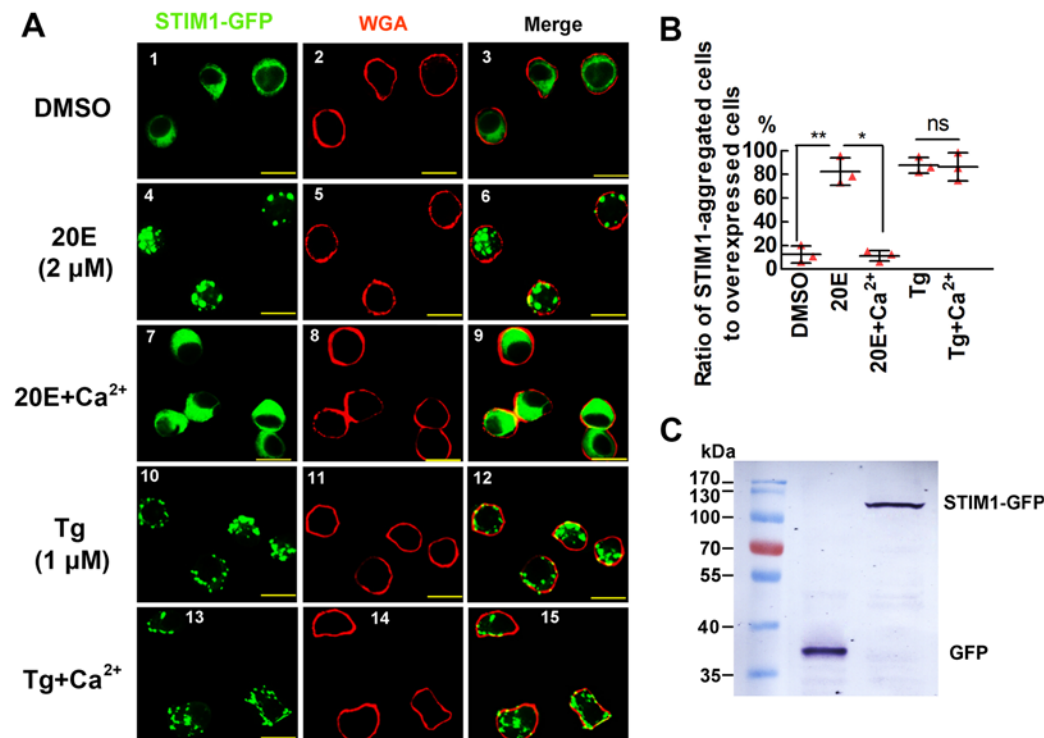 A
STIM1-GFP
WGA
Merge
DMSO
1
2
3
20E
(2 µM)
4
5
6
20E+Ca²⁺
7
8
9
Tg
(1 µM)
10
11
12
Tg+Ca²⁺
13
14
15
B
Ratio of STIM1-aggregated cells
to overexpressed cells
%
100
80
60
40
20
0
**
*
ns
DMSO
20E
20E+Ca²⁺
Tg
Tg+Ca²⁺
C
kDa
170
130
100
70
55
40
35
STIM1-GFP
GFP